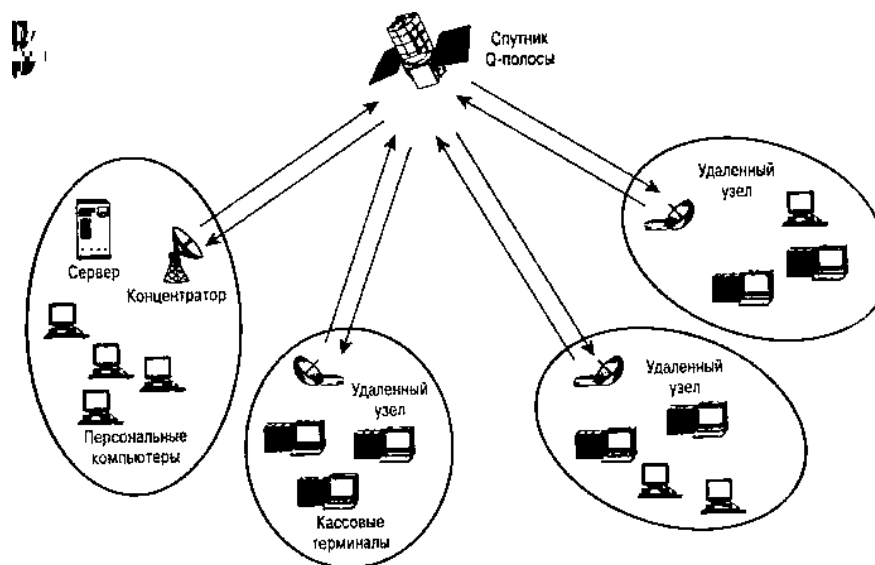 Спутник
Q-полосы
Удаленный
узел
Сервер
Концентратор
Персональные
компьютеры
Удаленный
узел
Кассовые
терминалы
Удаленный
узел